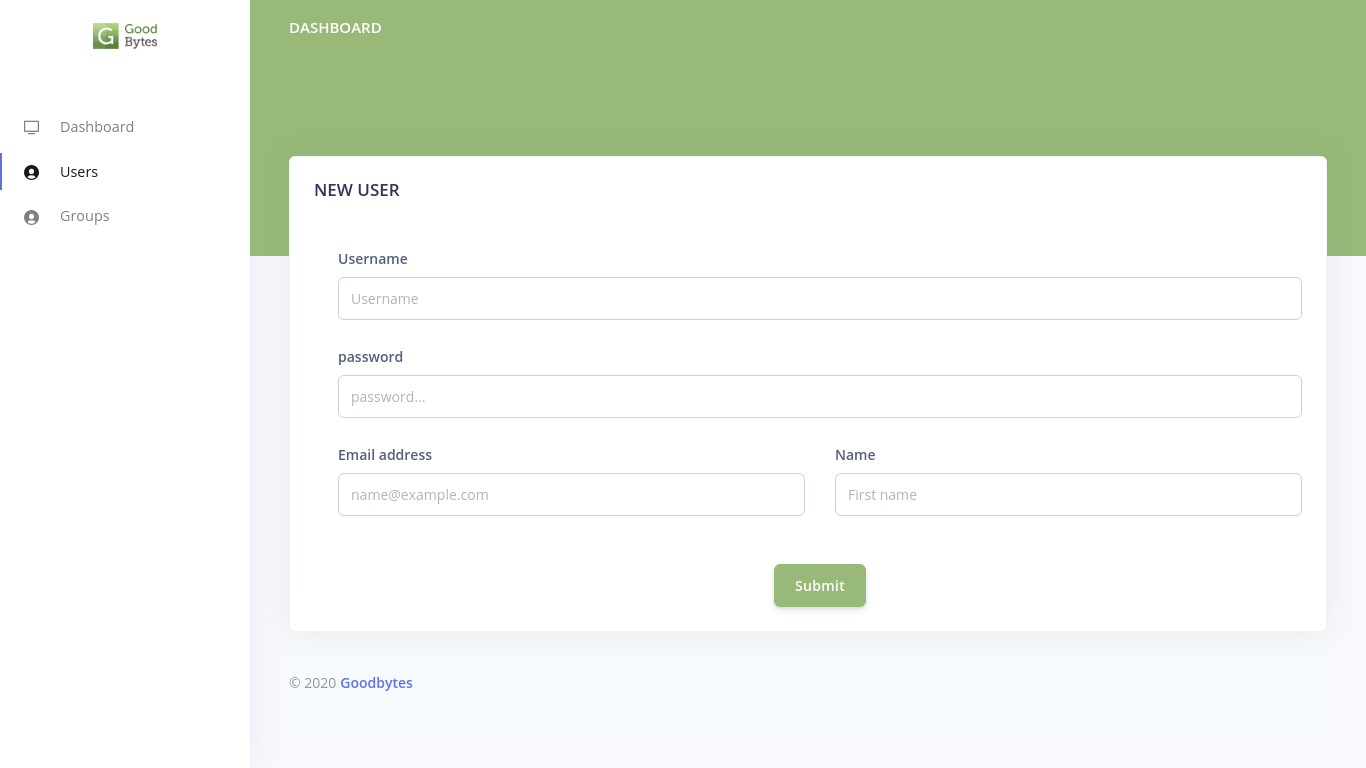 Good
Bytes
Dashboard
Users
Groups
DASHBOARD
NEW USER
Username
Username
password
password...
Email address
name@example.com
Name
First name
Submit
© 2020 Goodbytes